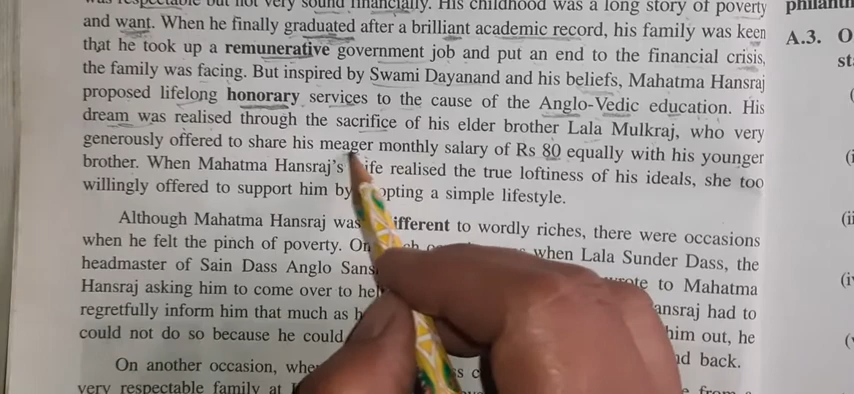 was respectable but not very sound financially. His childhood was a long story of poverty
and want. When he finally graduated after a brilliant academic record, his family was keen
that he took up a remunerative government job and put an end to the financial crisis,
the family was facing. But inspired by Swami Dayanand and his beliefs, Mahatma Hansraj
proposed lifelong honorary services to the cause of the Anglo-Vedic education. His
dream was realised through the sacrifice of his elder brother Lala Mulkraj, who very
generously offered to share his meager monthly salary of Rs 80 equally with his younger
brother. When Mahatma Hansraj's ife realised the true loftiness of his ideals, she too
willingly offered to support him by opting a simple lifestyle.
Although Mahatma Hansraj was ifferent to wordly riches, there were occasions
when he felt the pinch of poverty. On when Lala Sunder Dass, the
headmaster of Sain Dass Anglo Sans wrote to Mahatma
Hansraj asking him to come over to hel ansraj had to
regretfully inform him that much as h him out, he
could not do so because he could nd back.
On another occasion, whe
very respectable family at
philanth
A.3. O
st
(
(i
(ii
(iv
(v